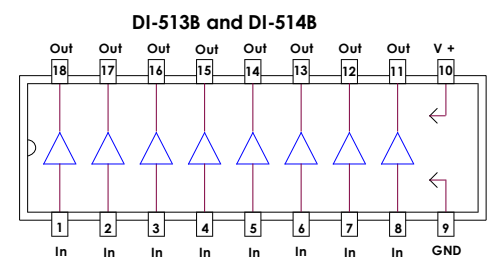 DI-513B and DI-514B
Out Out Out Out Out Out Out Out V +
18 17 16 15 14 13 12 11 10
1 2 3 4 5 6 7 8 9
In In In In In In In In GND